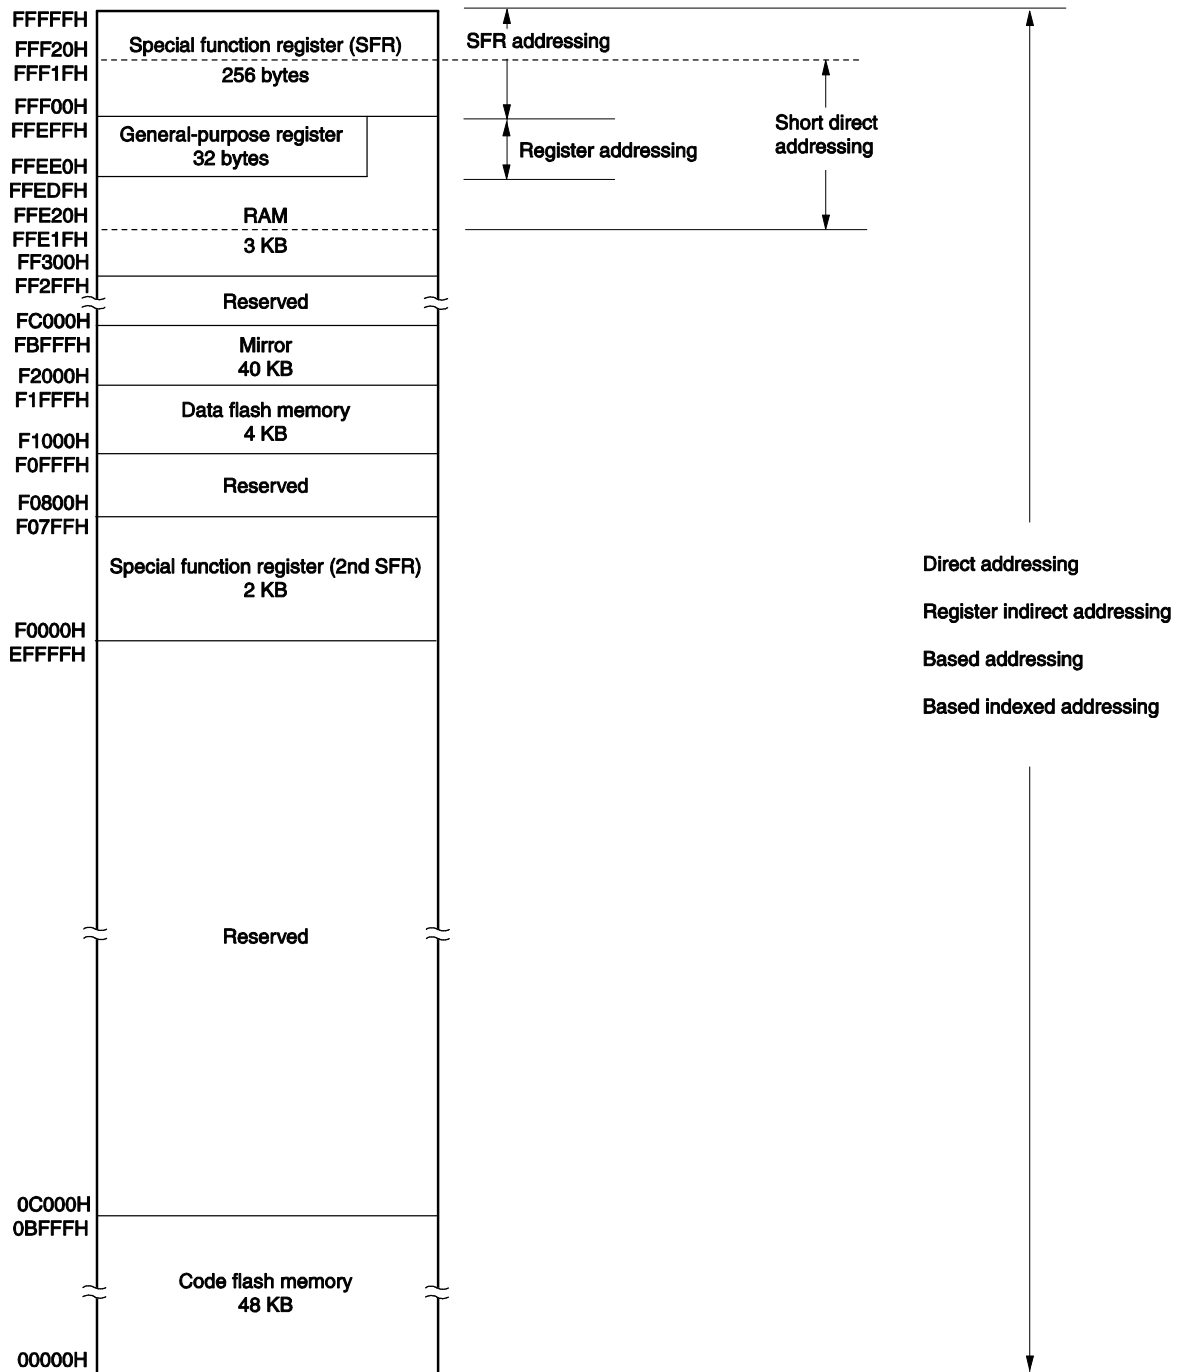 FFFFFH
FFF20H
FFF1FH
FFF00H
FFEFFH
FFEE0H
FFEDFH
FFE20H
FFE1FH
FF300H
FF2FFH
FC000H
FBFFFH
F2000H
F1FFFH
F1000H
F0FFFH
F0800H
F07FFH
F0000H
EFFFFH
0C000H
0BFFFH
00000H
Special function register (SFR)
256 bytes
General-purpose register
32 bytes
RAM
3 KB
Reserved
Mirror
40 KB
Data flash memory
4 KB
Reserved
Special function register (2nd SFR)
2 KB
Reserved
Code flash memory
48 KB
SFR addressing
Register addressing
Short direct
addressing
Direct addressing
Register indirect addressing
Based addressing
Based indexed addressing